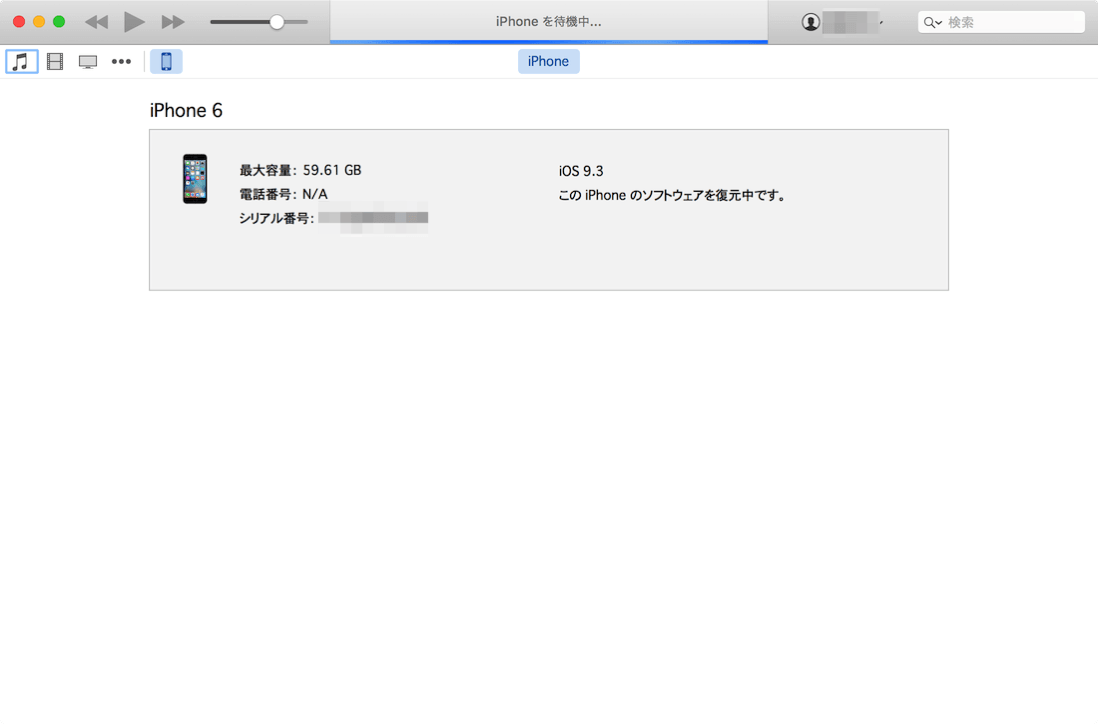 iPhone を待機中...
検索
iPhone
iPhone 6
最大容量: 59.61 GB
電話番号: N/A
シリアル番号:
iOS 9.3
この iPhone のソフトウェアを復元中です。